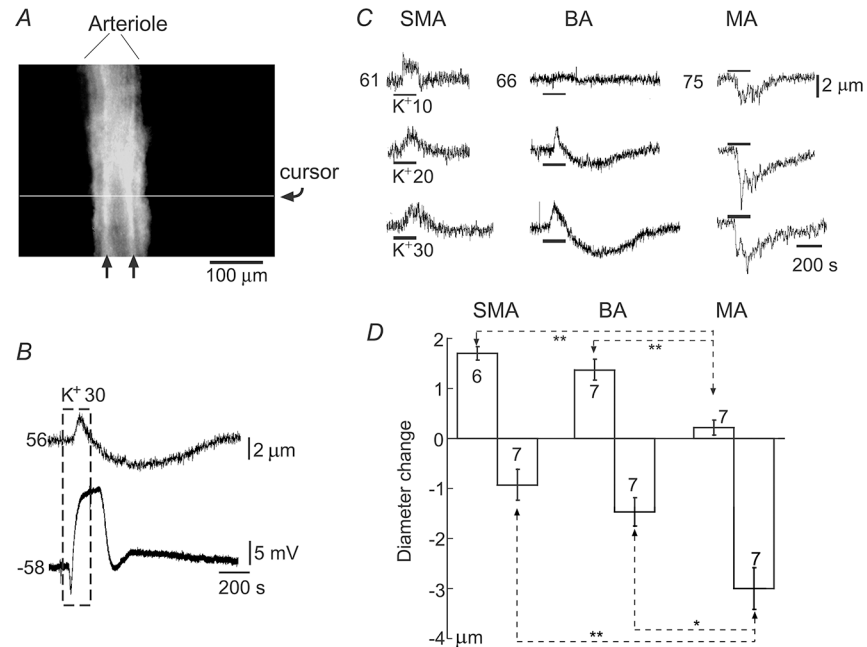 A
Arteriole
cursor
100 μm
B
K+ 30
56
2 μm
-58
5 mV
200 s
C
SMA
BA
MA
61
66
75
2 μm
K+10
K+20
K+30
200 s
D
SMA
BA
MA
Diameter change
2
1
0
-1
-2
-3
-4
μm
**
**
6
7
7
7
7
7
*
**